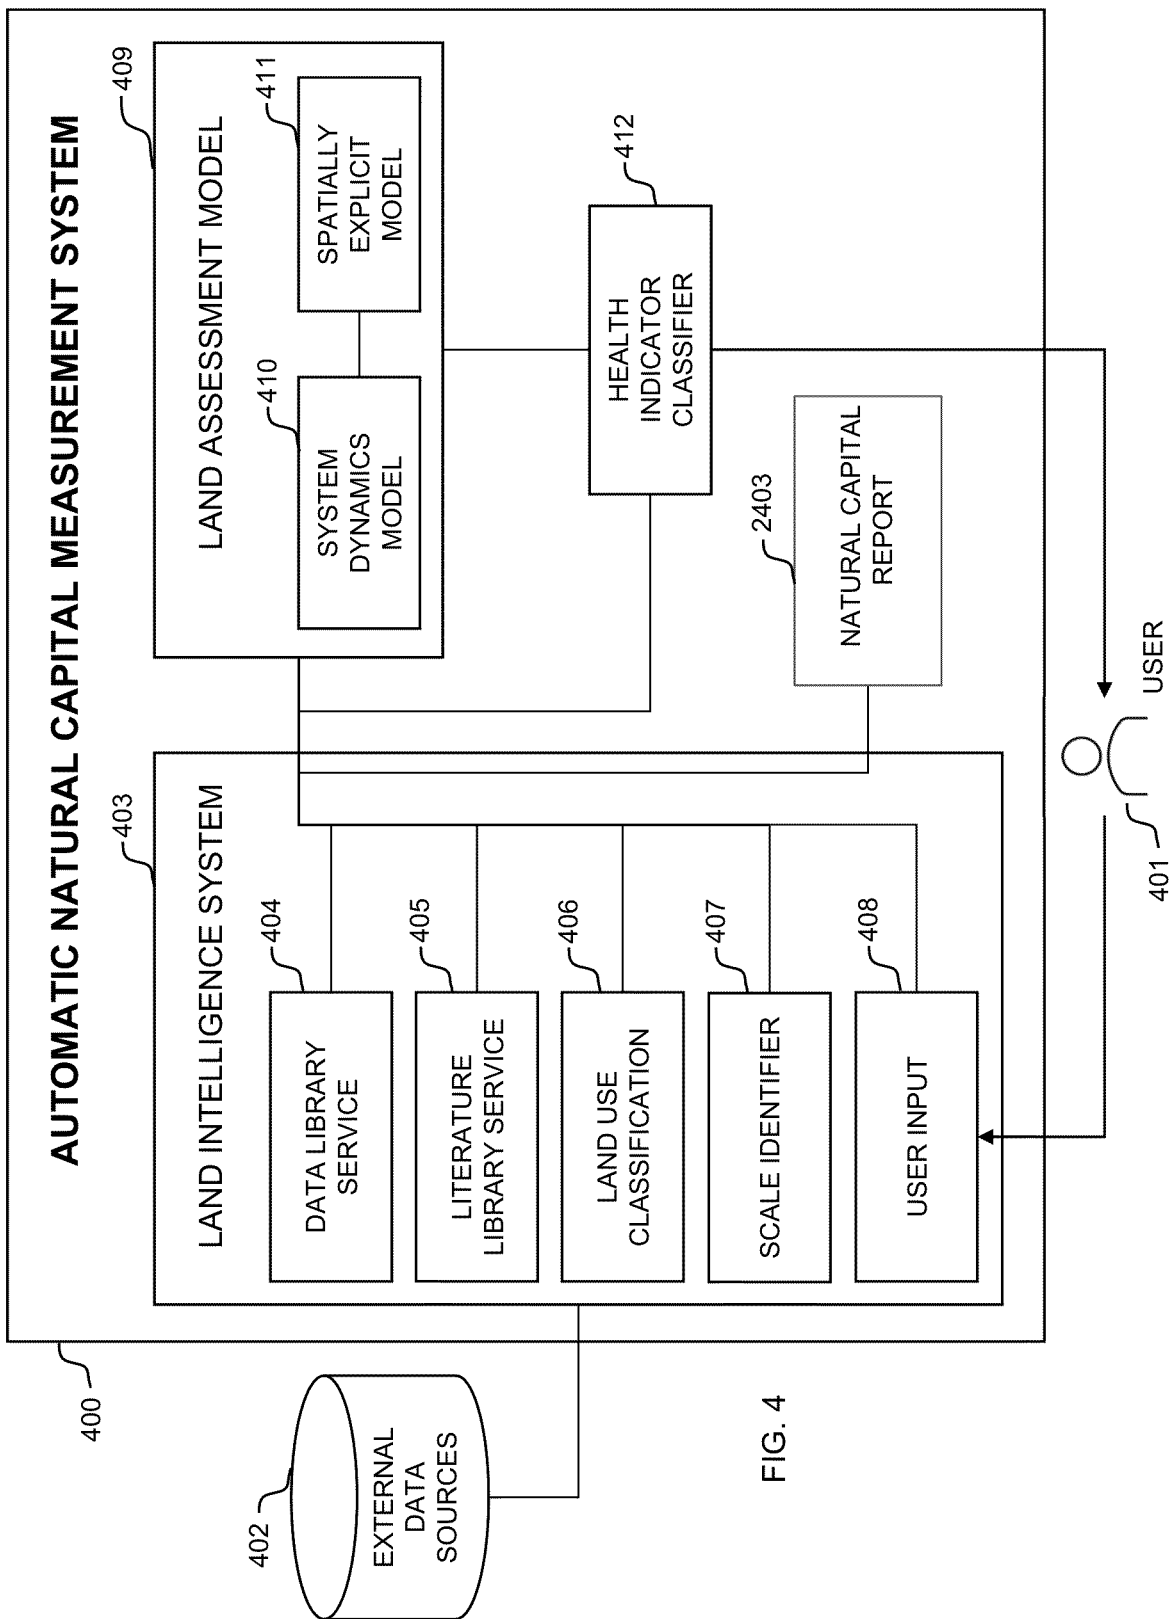 AUTOMATIC NATURAL CAPITAL MEASUREMENT SYSTEM
400
402
EXTERNAL
DATA
SOURCES
403
LAND INTELLIGENCE SYSTEM
404
DATA LIBRARY
SERVICE
405
LITERATURE
LIBRARY SERVICE
406
LAND USE
CLASSIFICATION
407
SCALE IDENTIFIER
408
USER INPUT
409
LAND ASSESSMENT MODEL
410
SYSTEM
DYNAMICS
MODEL
411
SPATIALLY
EXPLICIT
MODEL
412
HEALTH
INDICATOR
CLASSIFIER
2403
NATURAL CAPITAL
REPORT
401
USER
FIG. 4